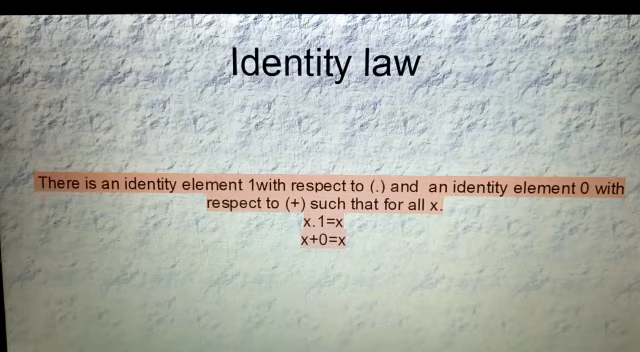 Identity law
There is an identity element 1with respect to (.) and  an identity element 0 with
respect to (+) such that for all x.
x.1=x
x+0=x